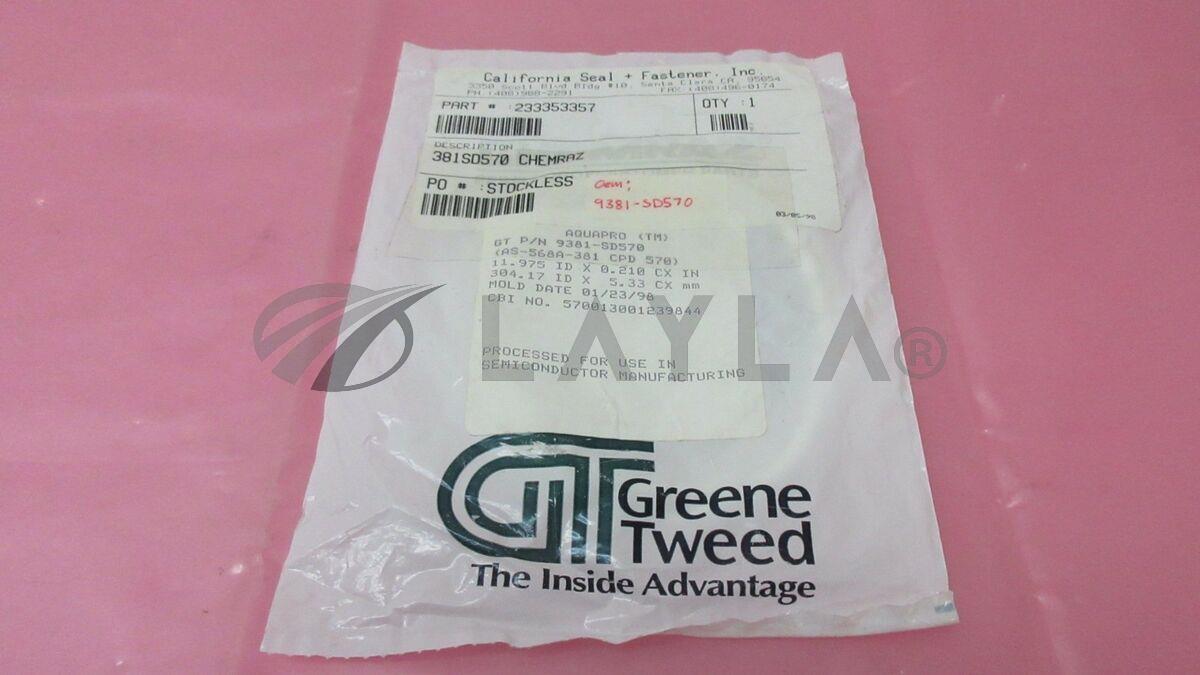 California Seal + Fastener, Inc.
3350 Scott Blvd Bldg #10, Santa Clara CA, 95054
PH.(408)988-2291 FAX:(408)496-0174
PART # :233353357
QTY :1
DESCRIPTION
381SD570 CHEMRAZ
PO # :STOCKLESS
Oem;
9381-SD570
03/05/98
AQUAPRO (TM)
GT P/N 9381-SD570
(AS-568A-381 CPD 570)
11.975 ID X 0.210 CX IN
304.17 ID X 5.33 CX mm
MOLD DATE 01/23/98
CBI NO. 570013001239844
PROCESSED FOR USE IN
SEMICONDUCTOR MANUFACTURING
LAYLA®
GT
Greene
Tweed
The Inside Advantage